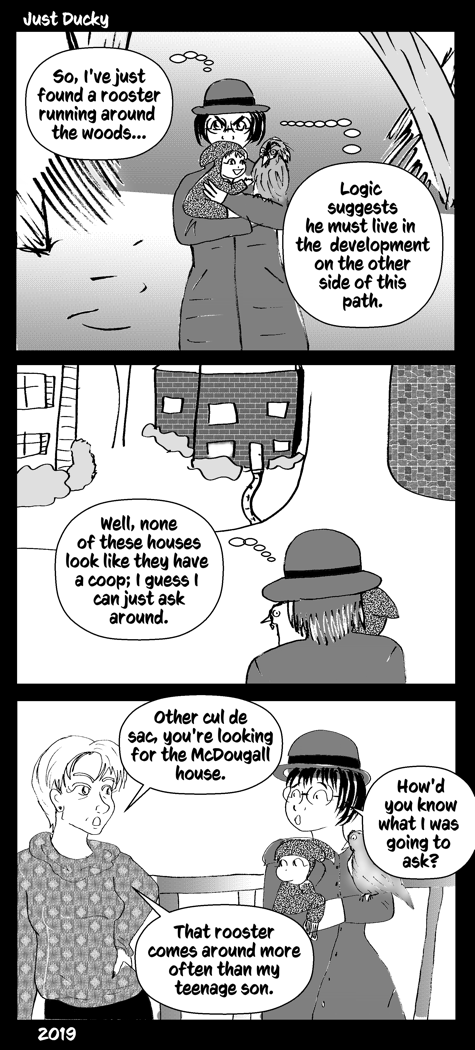 Just Ducky
So, I've just
found a rooster
running around
the woods...
Logic
suggests
he must live in
the development
on the other
side of this
path.
Well, none
of these houses
look like they have
a coop; I guess I
can just ask
around.
Other cul de
sac, you're looking
for the McDougall
house.
How'd
you know
what I was
going to
ask?
That rooster
comes around more
often than my
teenage son.
2019